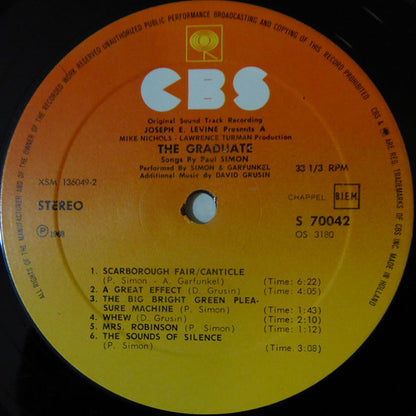 ALL RIGHTS OF THE MANUFACTURER AND OF THE OWNER OF THE RECORDED WORK RESERVED UNAUTHORIZED PUBLIC PERFORMANCE BROADCASTING AND COPYING OF THIS RECORD PROHIBITED
CBS & ARE REG. TRADEMARKS OF CBS INC. MADE IN HOLLAND
CBS
Original Sound Track Recording
JOSEPH E. LEVINE Presents A
MIKE NICHOLS - LAWRENCE TURMAN Production
THE GRADUATE
Songs By Paul SIMON
Performed By SIMON & GARFUNKEL
Additional Music By DAVID GRUSIN
33 1/3 RPM
XSM 136049-2
STEREO
Ⓟ 1968
CHAPPEL B.I.E.M.
S 70042
OS 3180
1. SCARBOROUGH FAIR/CANTICLE
(P. Simon - A. Garfunkel) (Time: 6:22)
2. A GREAT EFFECT (D. Grusin) (Time: 4:05)
3. THE BIG BRIGHT GREEN PLEA-
SURE MACHINE (P. Simon) (Time: 1:43)
4. WHEW (D. Grusin) (Time: 2:10)
5. MRS. ROBINSON (P. Simon) (Time: 1:12)
6. THE SOUNDS OF SILENCE
(P. Simon) (Time: 3:08)